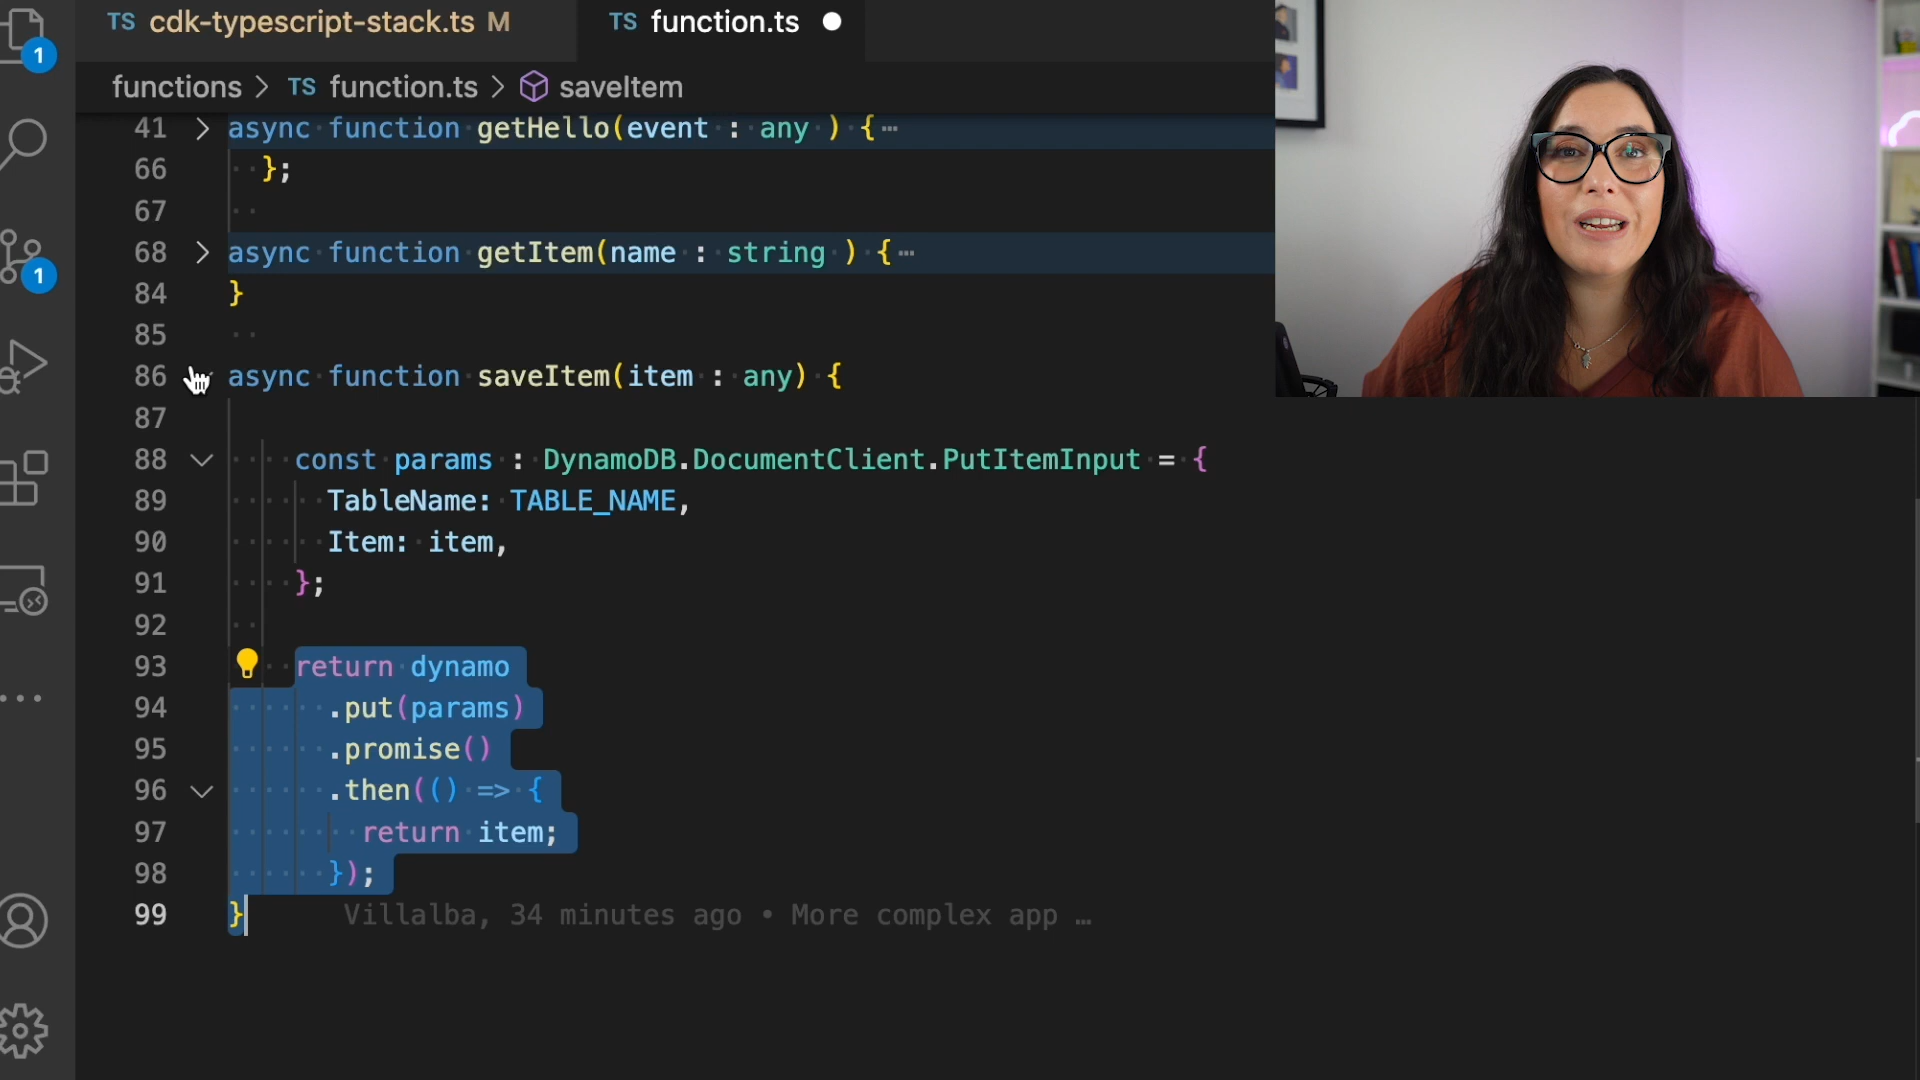 TS cdk-typescript-stack.ts M
TS function.ts
1
functions > TS function.ts > saveItem
41 > async function getHello(event : any ) { …
66 };
67
68 > async function getItem(name : string ) { …
84 }
85
86 async function saveItem(item : any) {
87
88 const params : DynamoDB.DocumentClient.PutItemInput = {
89 TableName: TABLE_NAME,
90 Item: item,
91 };
92
93 return dynamo
94 .put(params)
95 .promise()
96 .then(() => {
97 return item;
98 });
99 } Villalba, 34 minutes ago • More complex app …
1